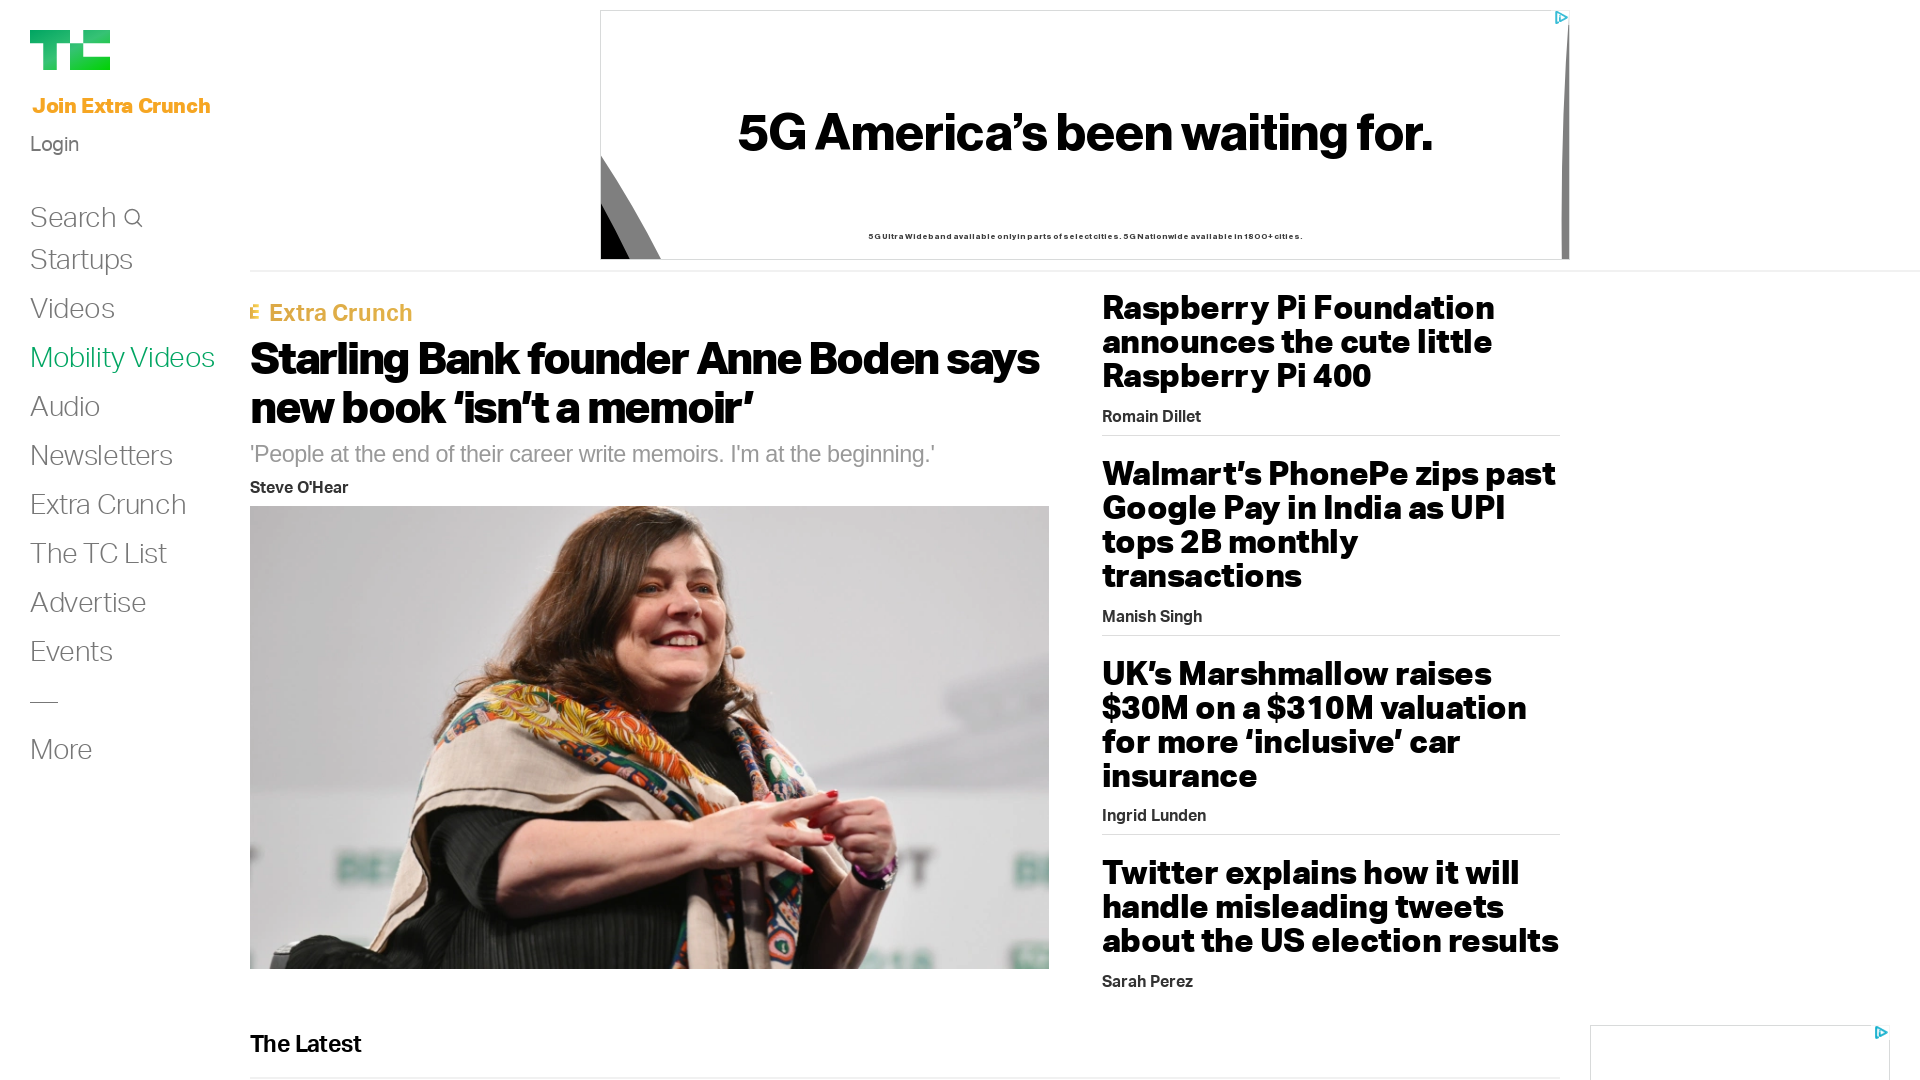 TC
Join Extra Crunch
Login
Search
Startups
Videos
Mobility Videos
Audio
Newsletters
Extra Crunch
The TC List
Advertise
Events
More
5G America’s been waiting for.
5G Ultra Wideband available only in parts of select cities. 5G Nationwide available in 1800+ cities.
Extra Crunch
Starling Bank founder Anne Boden says
new book ‘isn’t a memoir’
'People at the end of their career write memoirs. I'm at the beginning.'
Steve O'Hear
Raspberry Pi Foundation
announces the cute little
Raspberry Pi 400
Romain Dillet
Walmart’s PhonePe zips past
Google Pay in India as UPI
tops 2B monthly
transactions
Manish Singh
UK’s Marshmallow raises
$30M on a $310M valuation
for more ‘inclusive’ car
insurance
Ingrid Lunden
Twitter explains how it will
handle misleading tweets
about the US election results
Sarah Perez
The Latest